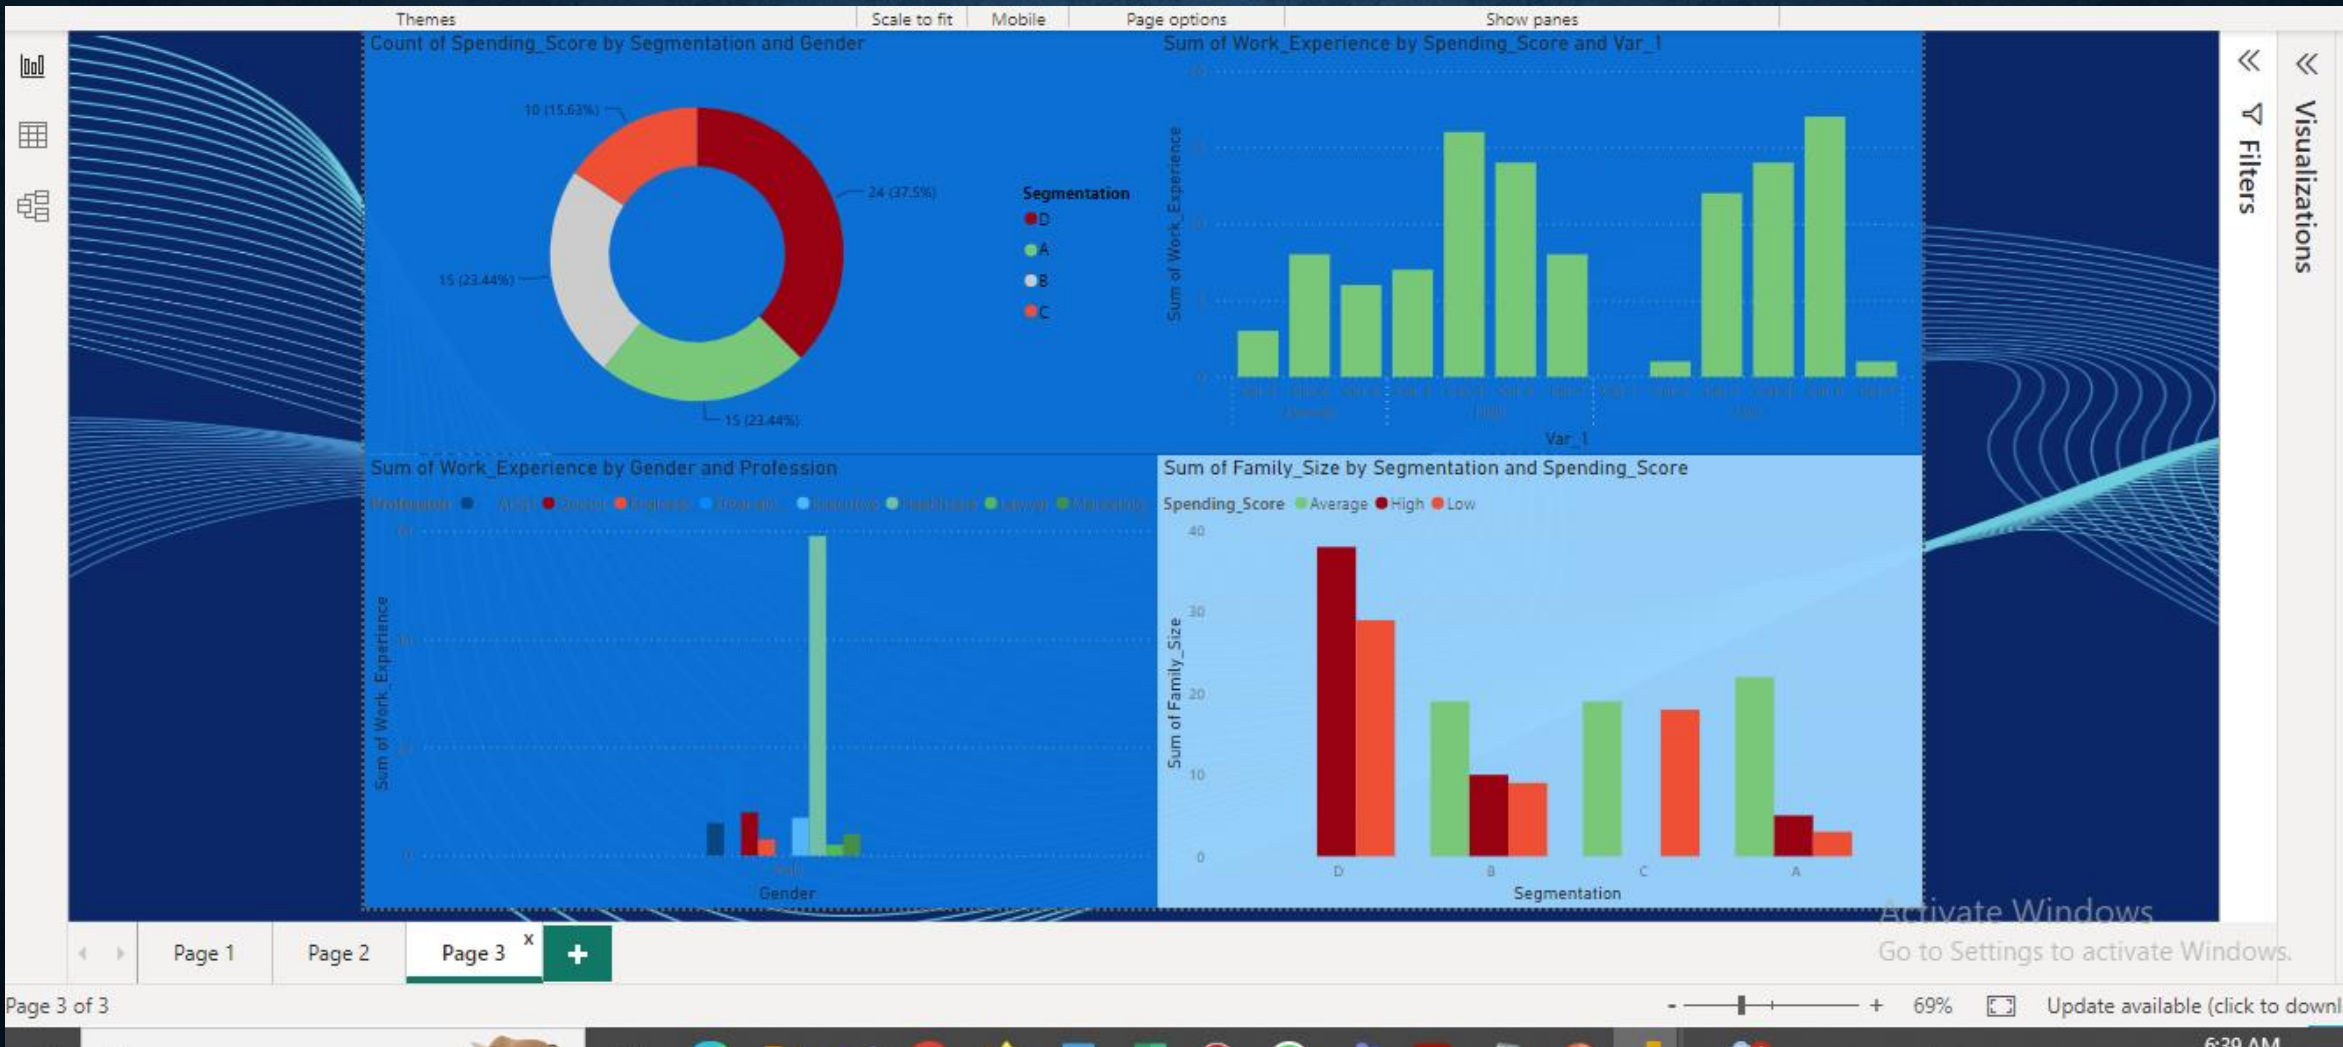 Themes
Scale to fit
Mobile
Page options
Show panes
Count of Spending_Score by Segmentation and Gender
10 (15.63%)
24 (37.5%)
15 (23.44%)
15 (23.44%)
Segmentation
D
A
B
C
Sum of Work_Experience by Spending_Score and Var_1
Sum of Work_Experience
Var_1
Sum of Work_Experience by Gender and Profession
Sum of Work_Experience
Gender
Sum of Family_Size by Segmentation and Spending_Score
Spending_Score Average High Low
Sum of Family_Size
40
30
20
10
0
D B C A
Segmentation
Filters
Visualizations
Activate Windows
Go to Settings to activate Windows.
Page 1
Page 2
Page 3
x
+
Page 3 of 3
- + 69%
Update available (click to downl
6:39 AM